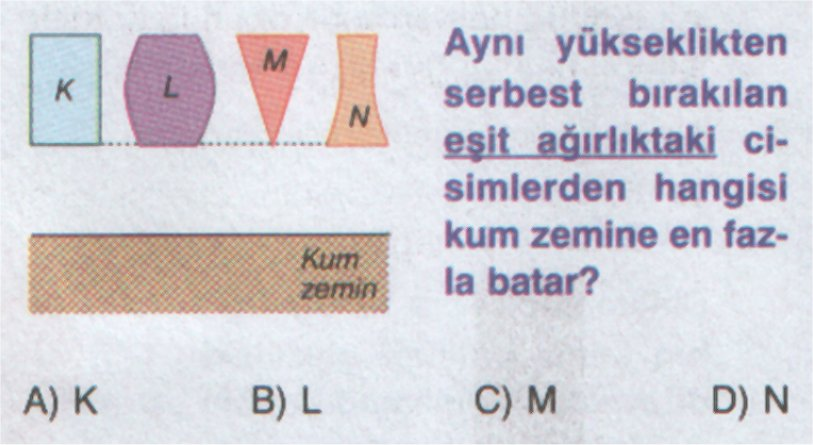 K
L
M
N
Aynı yükseklikten
serbest bırakılan
eşit ağırlıktaki ci-
simlerden hangisi
kum zemine en faz-
la batar?
Kum
zemin
A) K B) L C) M D) N